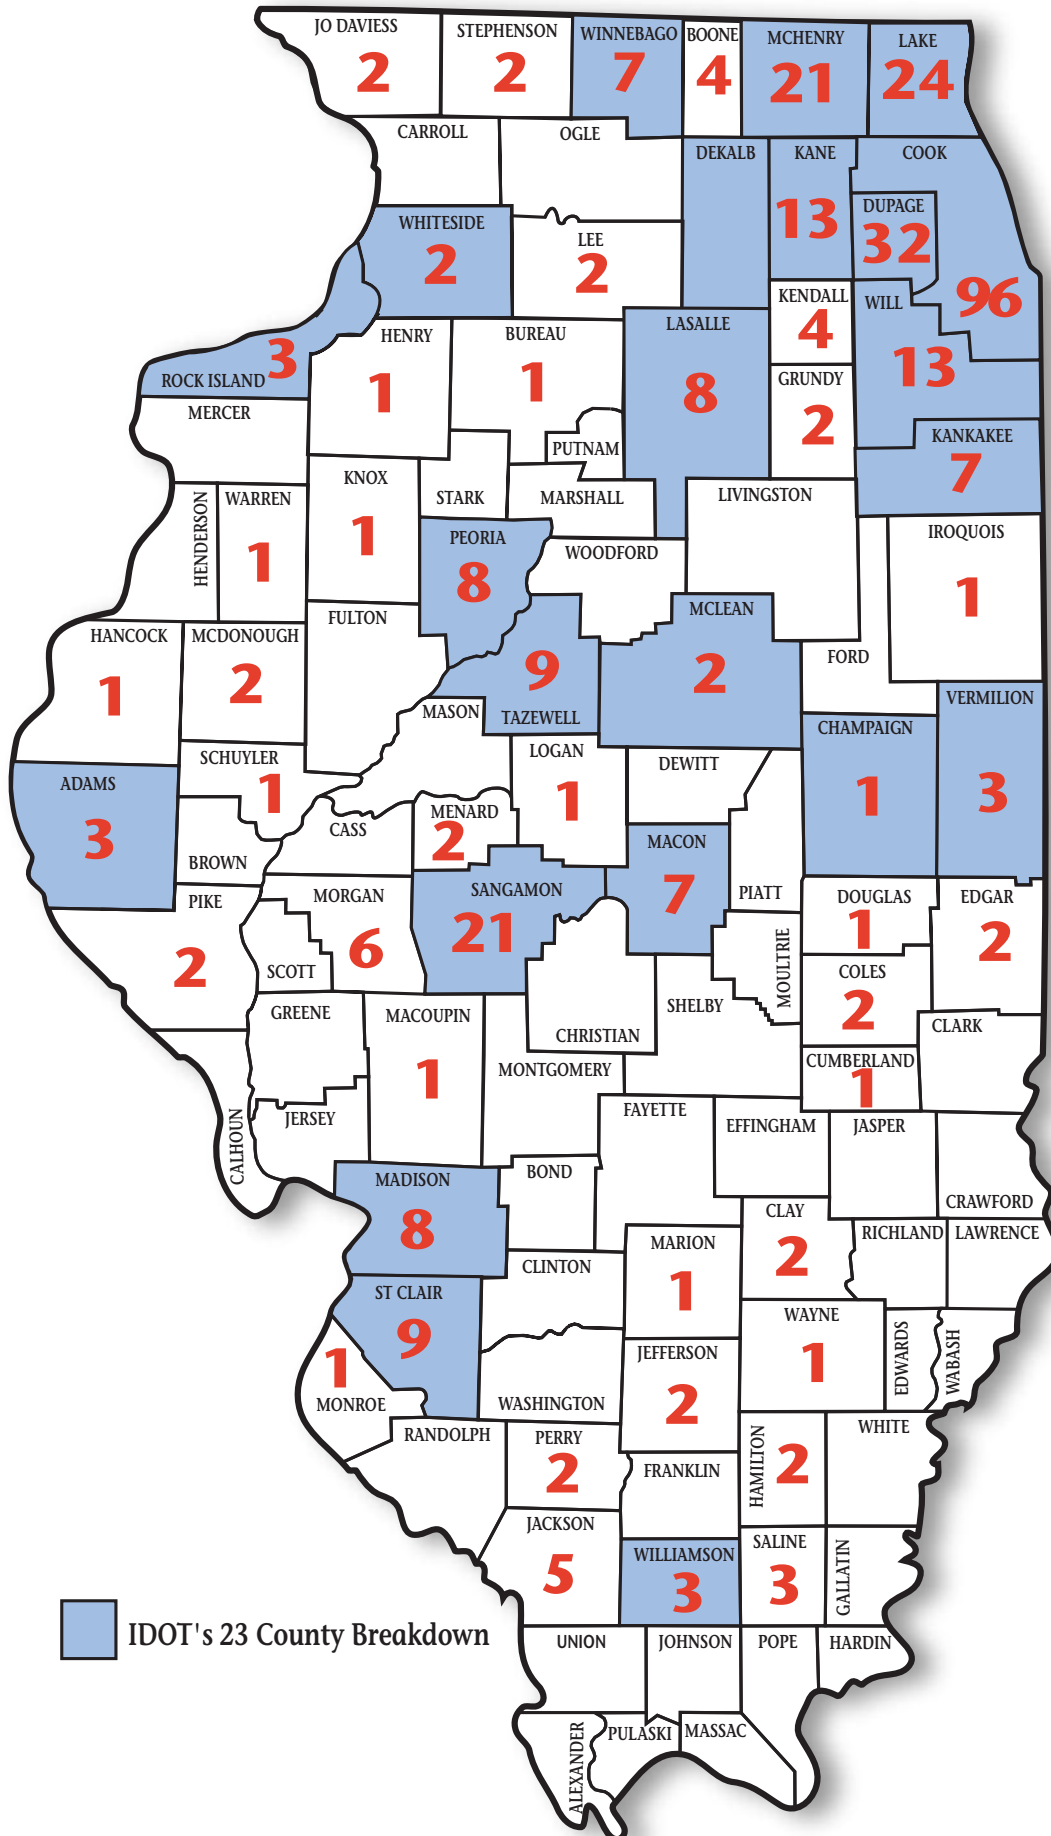 JO DAVIESS
2
STEPHENSON
2
WINNEBAGO
7
BOONE
4
MCHENRY
21
LAKE
24
CARROLL
OGLE
DEKALB
KANE
13
COOK
96
DUPAGE
32
WHITESIDE
2
LEE
2
KENDALL
4
WILL
13
ROCK ISLAND
3
HENRY
1
BUREAU
1
LASALLE
8
GRUNDY
2
MERCER
PUTNAM
KANKAKEE
7
KNOX
1
STARK
MARSHALL
LIVINGSTON
HENDERSON
WARREN
1
PEORIA
8
WOODFORD
IROQUOIS
1
HANCOCK
1
MCDONOUGH
2
FULTON
TAZEWELL
9
MCLEAN
2
FORD
VERMILION
3
MASON
CHAMPAIGN
1
ADAMS
3
SCHUYLER
1
LOGAN
1
DEWITT
MENARD
2
CASS
BROWN
MACON
7
PIATT
PIKE
2
MORGAN
6
SANGAMON
21
DOUGLAS
1
EDGAR
2
SCOTT
MOULTRIE
COLES
2
GREENE
MACOUPIN
1
CHRISTIAN
SHELBY
CLARK
MONTGOMERY
CUMBERLAND
1
CALHOUN
JERSEY
FAYETTE
EFFINGHAM
JASPER
CRAWFORD
MADISON
8
BOND
CLAY
2
RICHLAND
LAWRENCE
MARION
1
CLINTON
ST CLAIR
9
WAYNE
1
EDWARDS
WABASH
MONROE
1
WASHINGTON
JEFFERSON
2
RANDOLPH
PERRY
2
FRANKLIN
HAMILTON
2
WHITE
JACKSON
5
WILLIAMSON
3
SALINE
3
GALLATIN
IDOT's 23 County Breakdown
UNION
JOHNSON
POPE
HARDIN
ALEXANDER
PULASKI
MASSAC